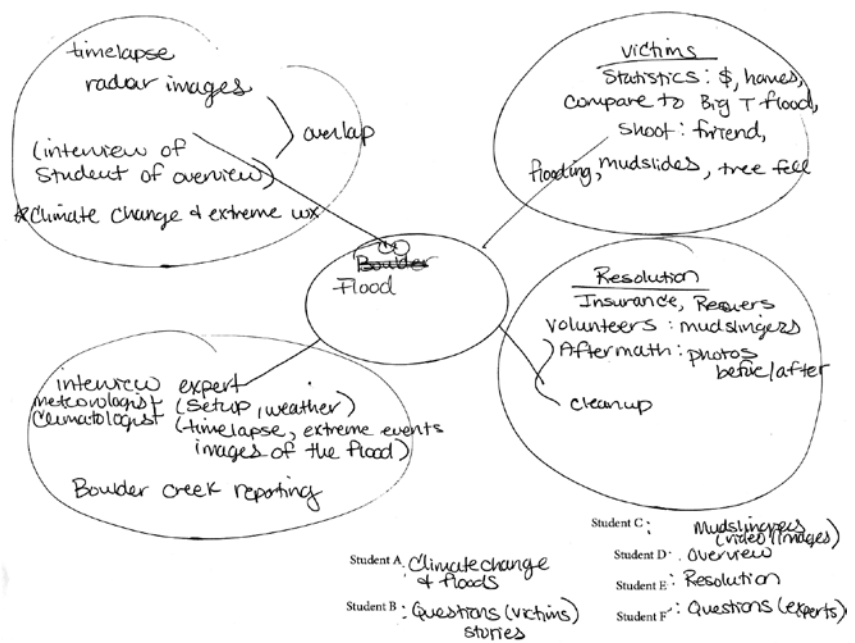 timelapse
radar images
overlap
(interview of
student of overview)
*Climate change & extreme wx
victims
Statistics: $, homes,
compare to Big T flood,
shoot: friend,
flooding, mudslides, tree fell
Boulder
Flood
Resolution
Insurance,
volunteers: mudslingers
Aftermath: photos
before/after
cleanup
interview expert
meteorologist (setup, weather)
climatologist (timelapse, extreme events
images of the flood)
Boulder creek reporting
Student A: Climate change
& floods
Student B: Questions (victims)
stories
Student C: Mudslingers
(video/images)
Student D: overview
Student E: Resolution
Student F: Questions (experts)